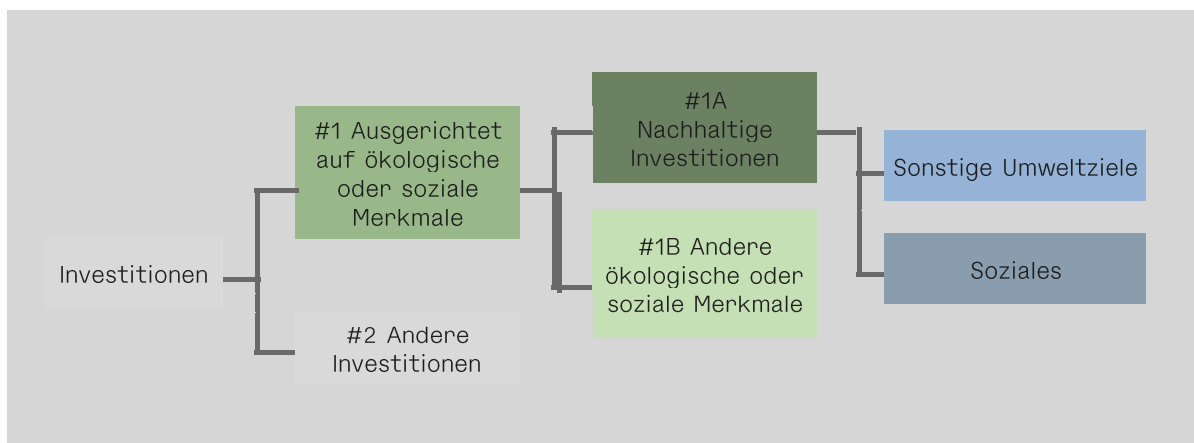 Investitionen
#1 Ausgerichtet
auf ökologische
oder soziale
Merkmale
#2 Andere
Investitionen
#1A
Nachhaltige
Investitionen
#1B Andere
ökologische oder
soziale Merkmale
Sonstige Umweltziele
Soziales